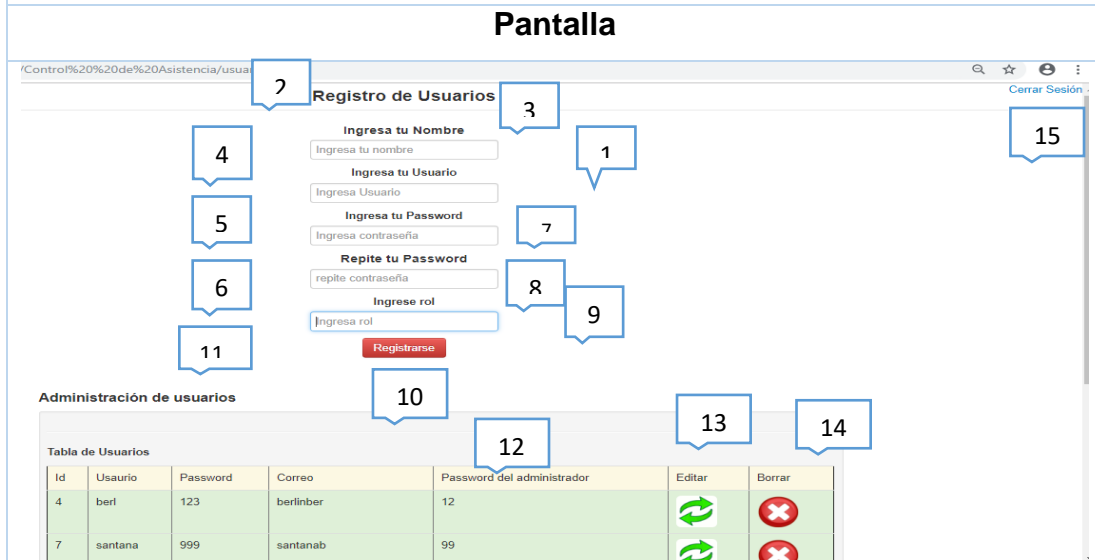 Pantalla
/Control%20%20de%20Asistencia/usuar
Cerrar Sesión
2
Registro de Usuarios
3
15
Ingresa tu Nombre
4
Ingresa tu nombre
1
Ingresa tu Usuario
Ingresa Usuario
5
Ingresa tu Password
7
Ingresa contraseña
Repite tu Password
6
repite contraseña
8
Ingrese rol
9
Ingresa rol
11
Registrarse
Administración de usuarios
10
13
14
12
Tabla de Usuarios
Id Usaurio Password Correo Password del administrador Editar Borrar
4 berl 123 berlinber 12
7 santana 999 santanab 99